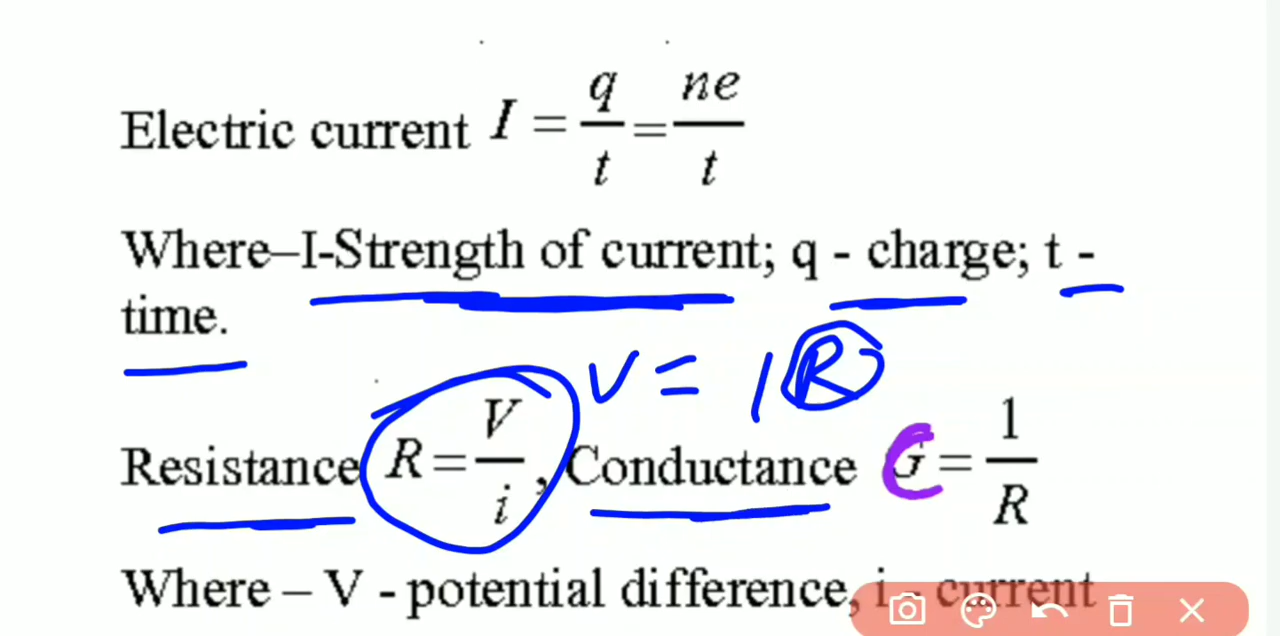 Electric current I = q/t = ne/t
Where–I-Strength of current; q - charge; t -
time.
V = IR
Resistance R = V/i, Conductance G = 1/R
Where – V - potential difference, i - current